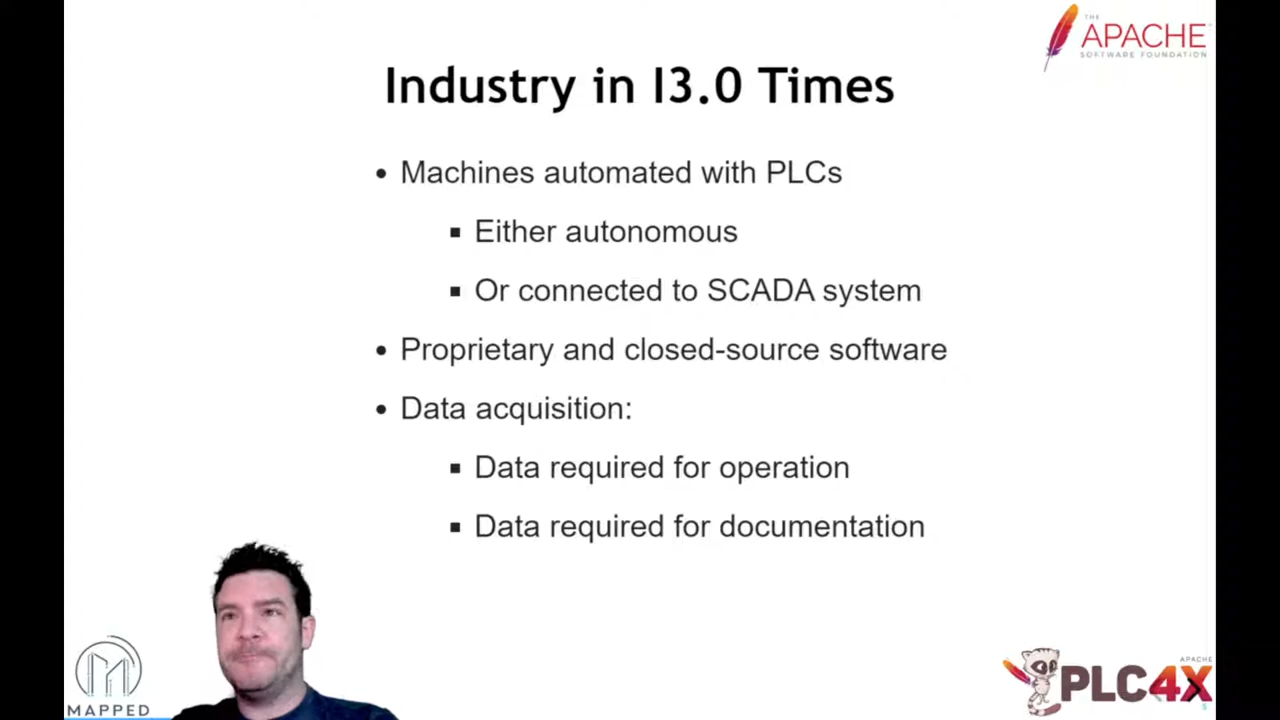 THE
APACHE
SOFTWARE FOUNDATION
Industry in I3.0 Times
Machines automated with PLCs
Either autonomous
Or connected to SCADA system
Proprietary and closed-source software
Data acquisition:
Data required for operation
Data required for documentation
MAPPED
APACHE
PLC4X
5